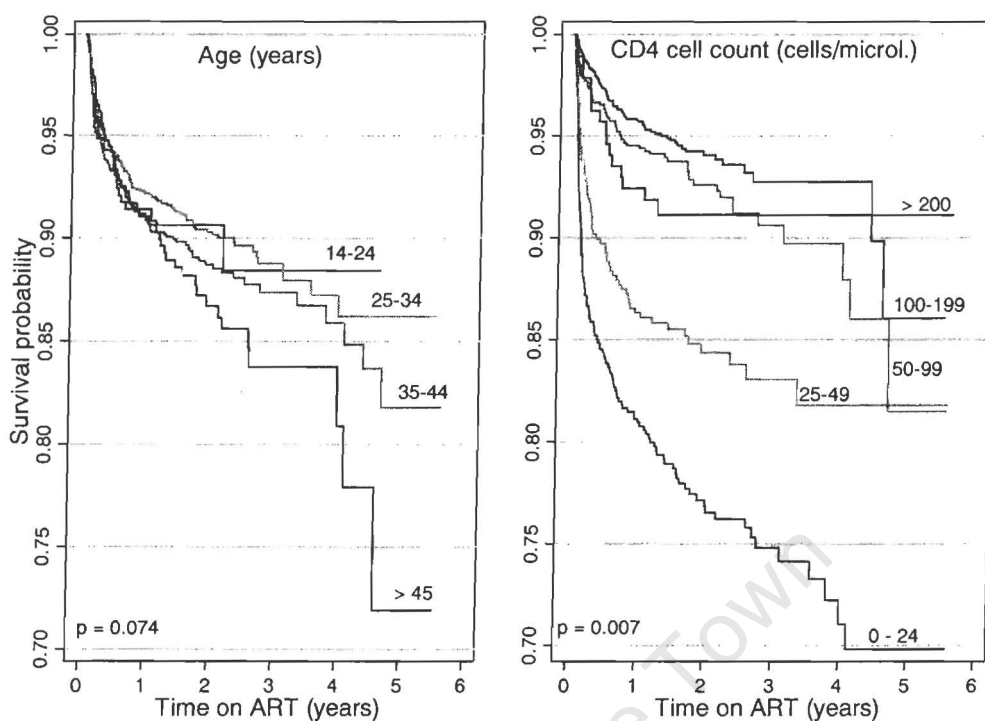 Age (years)
Survival probability
1.00
0.95
0.90
0.85
0.80
0.75
0.70
14-24
25-34
35-44
> 45
p = 0.074
0 1 2 3 4 5 6
Time on ART (years)
CD4 cell count (cells/microl.)
1.00
0.95
0.90
0.85
0.80
0.75
0.70
> 200
100-199
50-99
25-49
0 - 24
p = 0.007
0 1 2 3 4 5 6
Time on ART (years)
Town